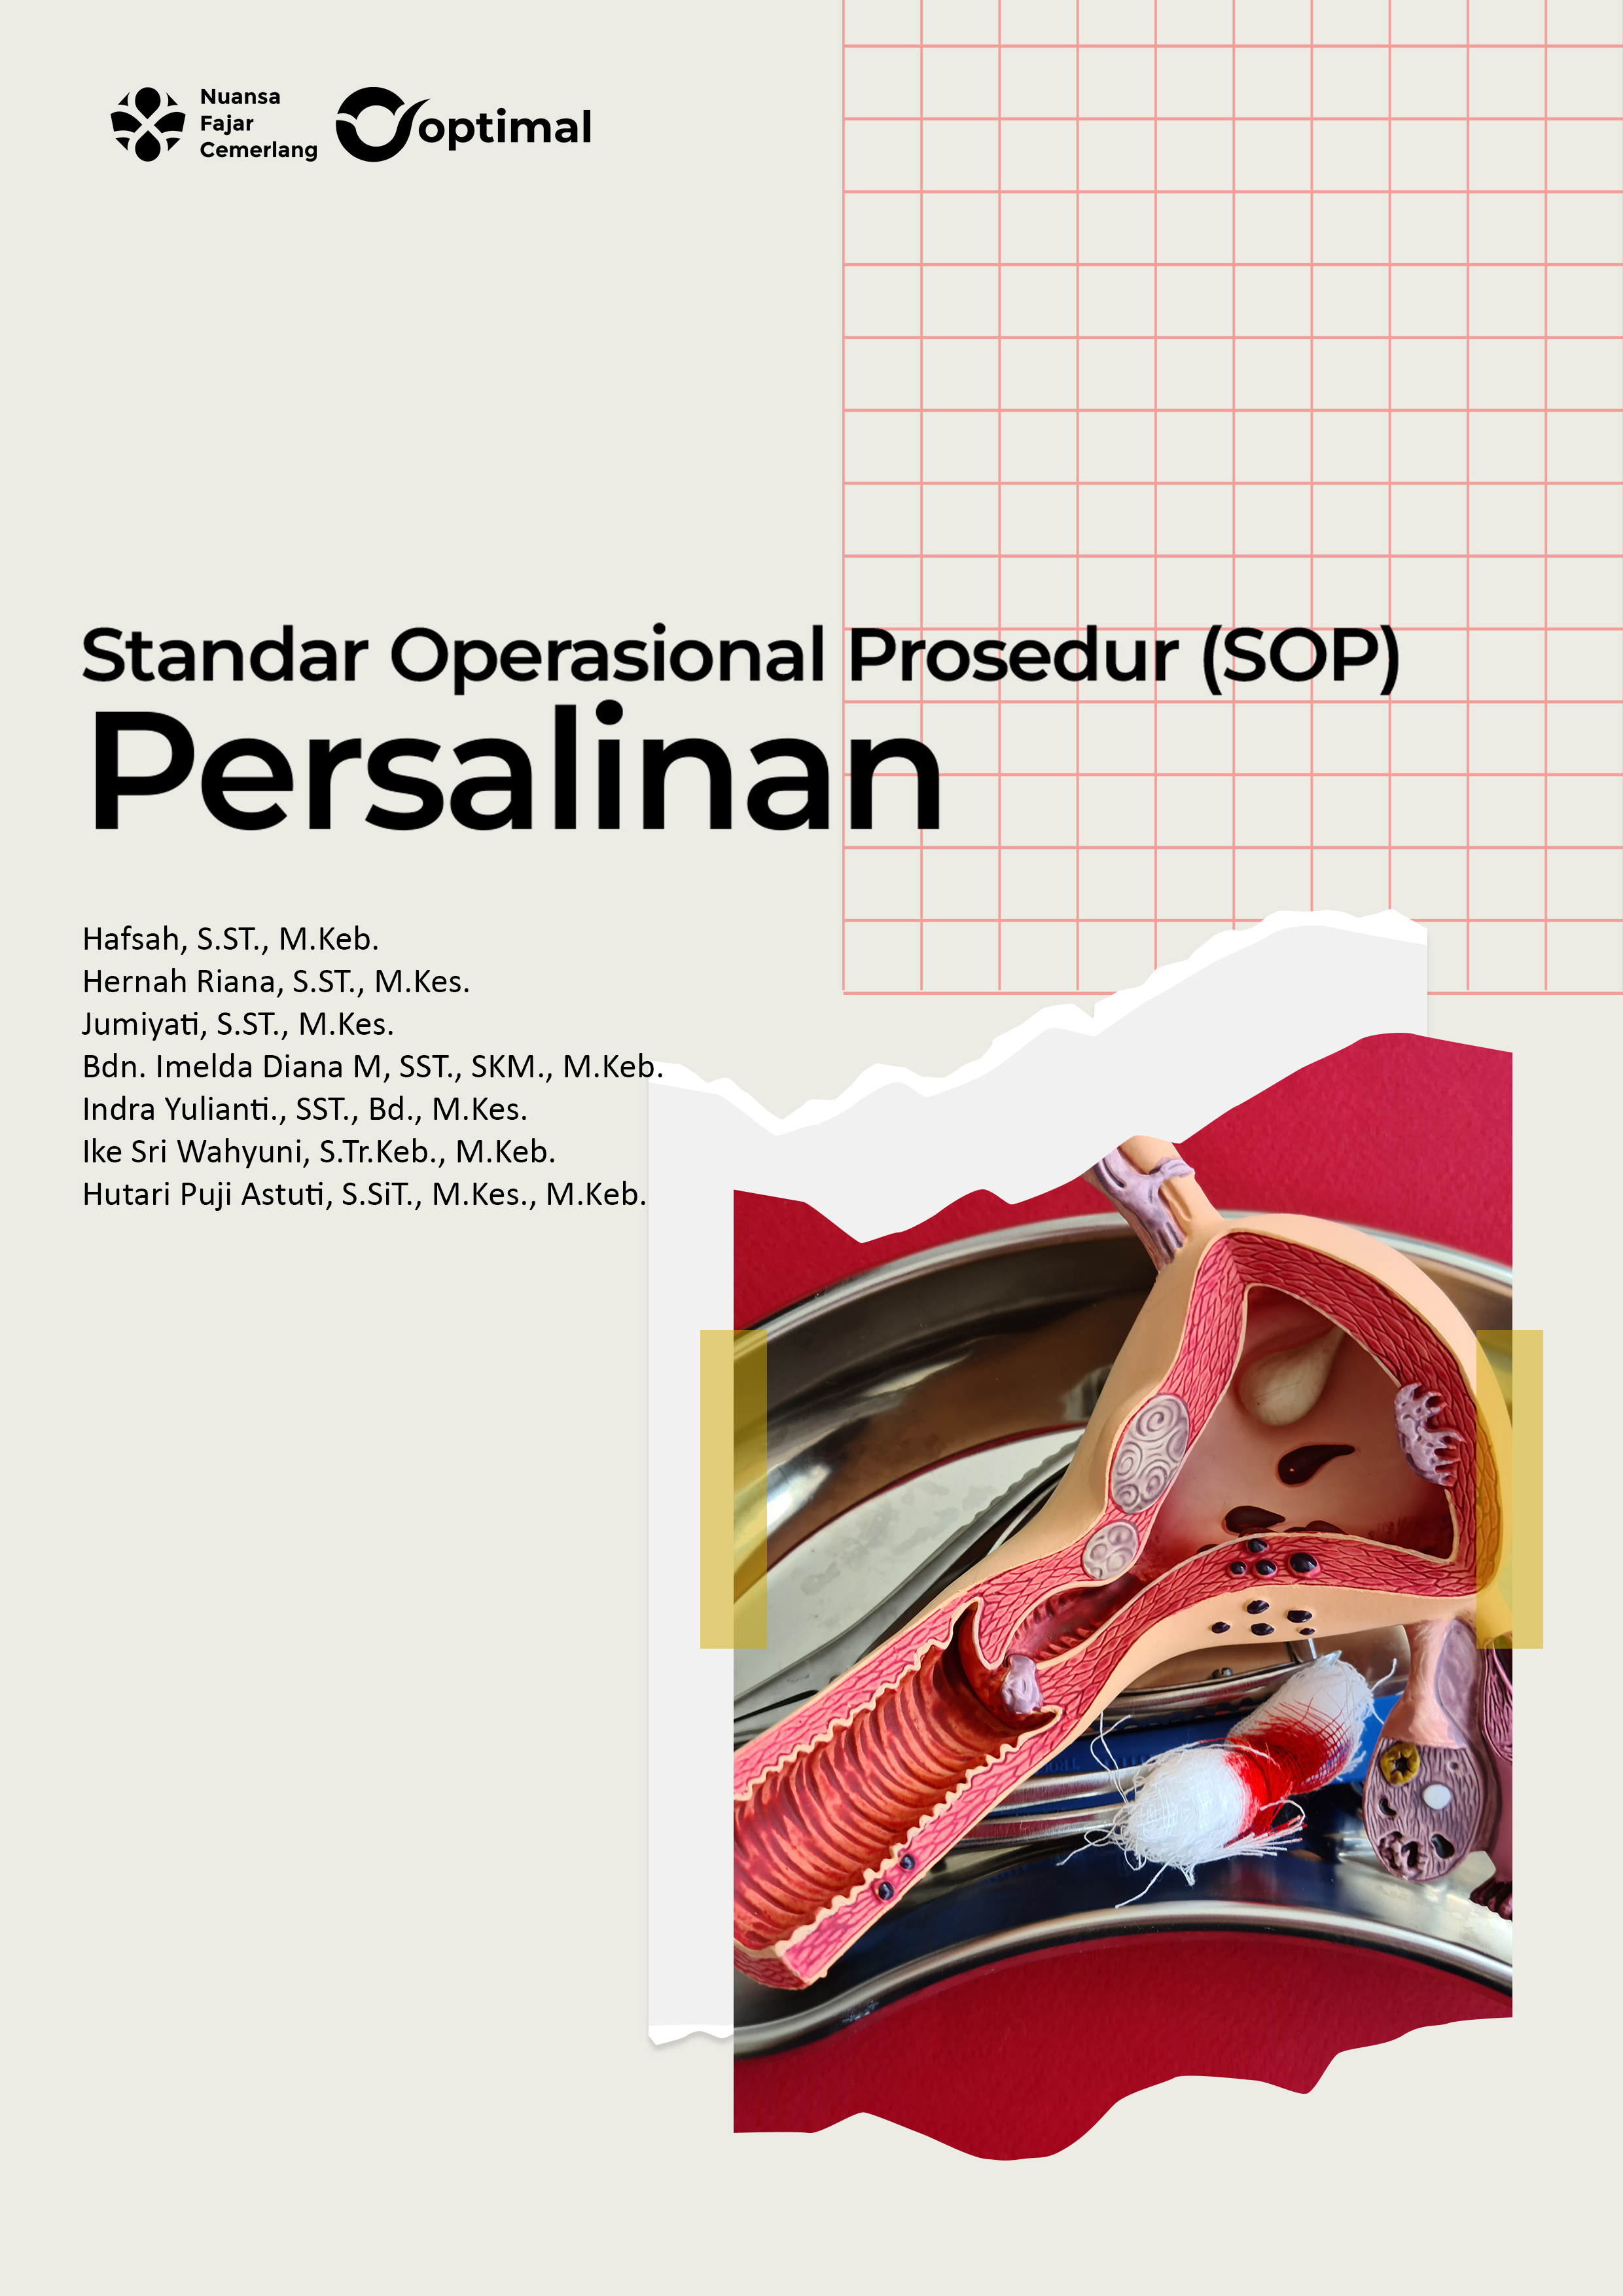 Nuansa
Fajar
Cemerlang
optimal
Standar Operasional Prosedur (SOP)
Persalinan
Hafsah, S.ST., M.Keb.
Hernah Riana, S.ST., M.Kes.
Jumiyati, S.ST., M.Kes.
Bdn. Imelda Diana M, SST., SKM., M.Keb.
Indra Yulianti., SST., Bd., M.Kes.
Ike Sri Wahyuni, S.Tr.Keb., M.Keb.
Hutari Puji Astuti, S.SiT., M.Kes., M.Keb.